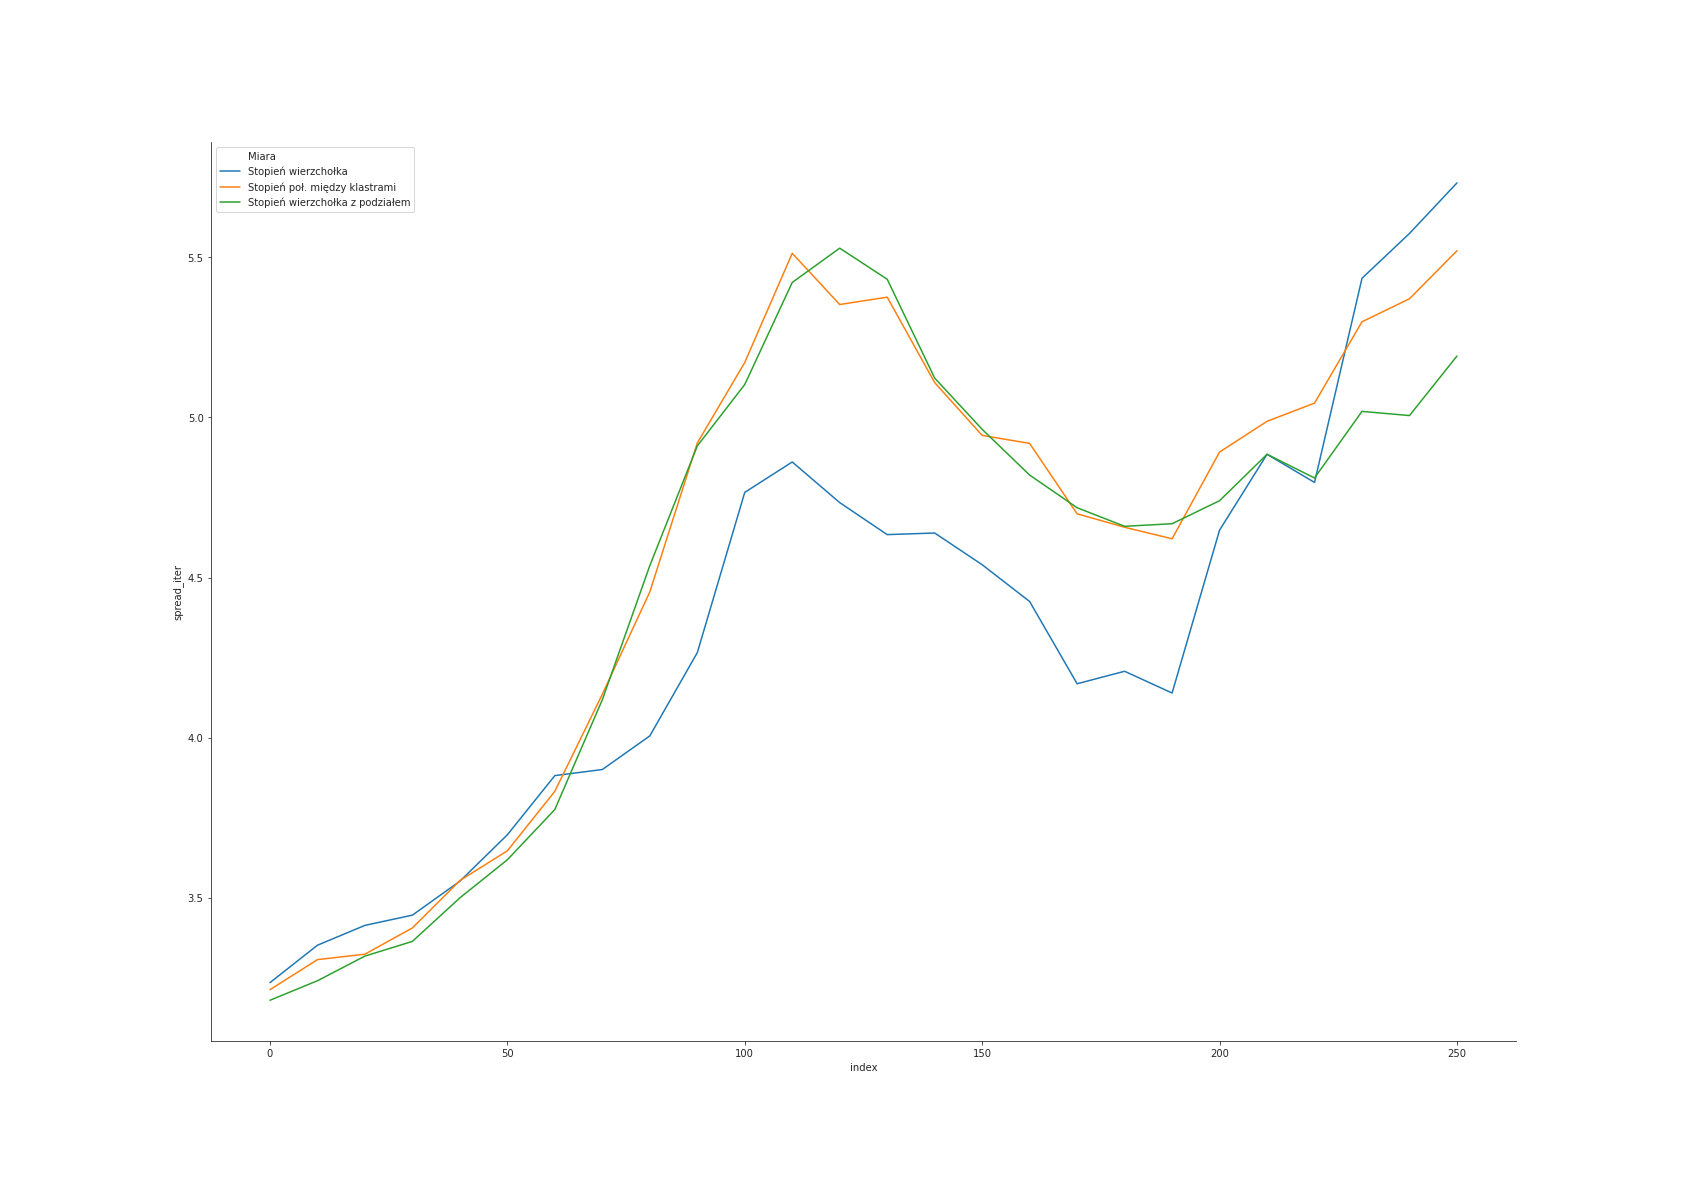 Miara
Stopień wierzchołka
Stopień poł. między klastrami
Stopień wierzchołka z podziałem
5.5
5.0
4.5
4.0
3.5
spread_iter
0 50 100 150 200 250
index